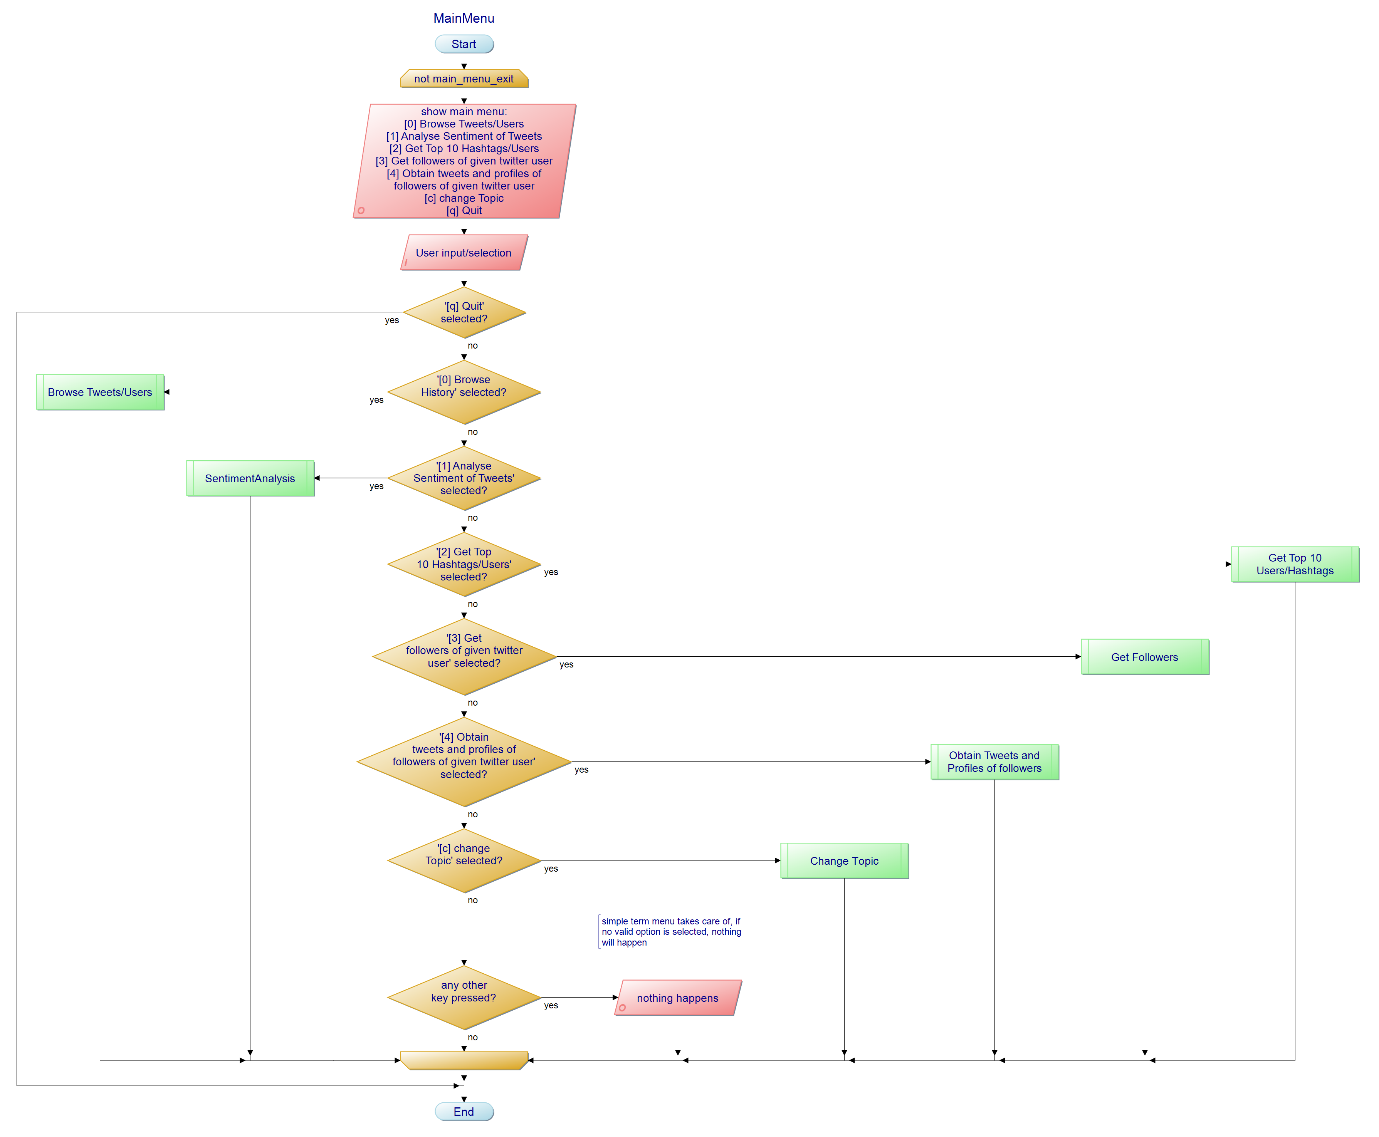 MainMenu
Start
not main_menu_exit
show main menu:
[0] Browse Tweets/Users
[1] Analyse Sentiment of Tweets
[2] Get Top 10 Hashtags/Users
[3] Get followers of given twitter user
[4] Obtain tweets and profiles of
followers of given twitter user
[c] change Topic
[q] Quit
O
User input/selection
I
'[q] Quit'
selected?
yes
no
'[0] Browse
History' selected?
yes
Browse Tweets/Users
no
'[1] Analyse
Sentiment of Tweets'
selected?
yes
SentimentAnalysis
no
'[2] Get Top
10 Hashtags/Users'
selected?
yes
Get Top 10
Users/Hashtags
no
'[3] Get
followers of given twitter
user' selected?
yes
Get Followers
no
'[4] Obtain
tweets and profiles of
followers of given twitter user'
selected?
yes
Obtain Tweets and
Profiles of followers
no
'[c] change
Topic' selected?
yes
Change Topic
no
simple term menu takes care of, if
no valid option is selected, nothing
will happen
any other
key pressed?
yes
nothing happens
O
no
End